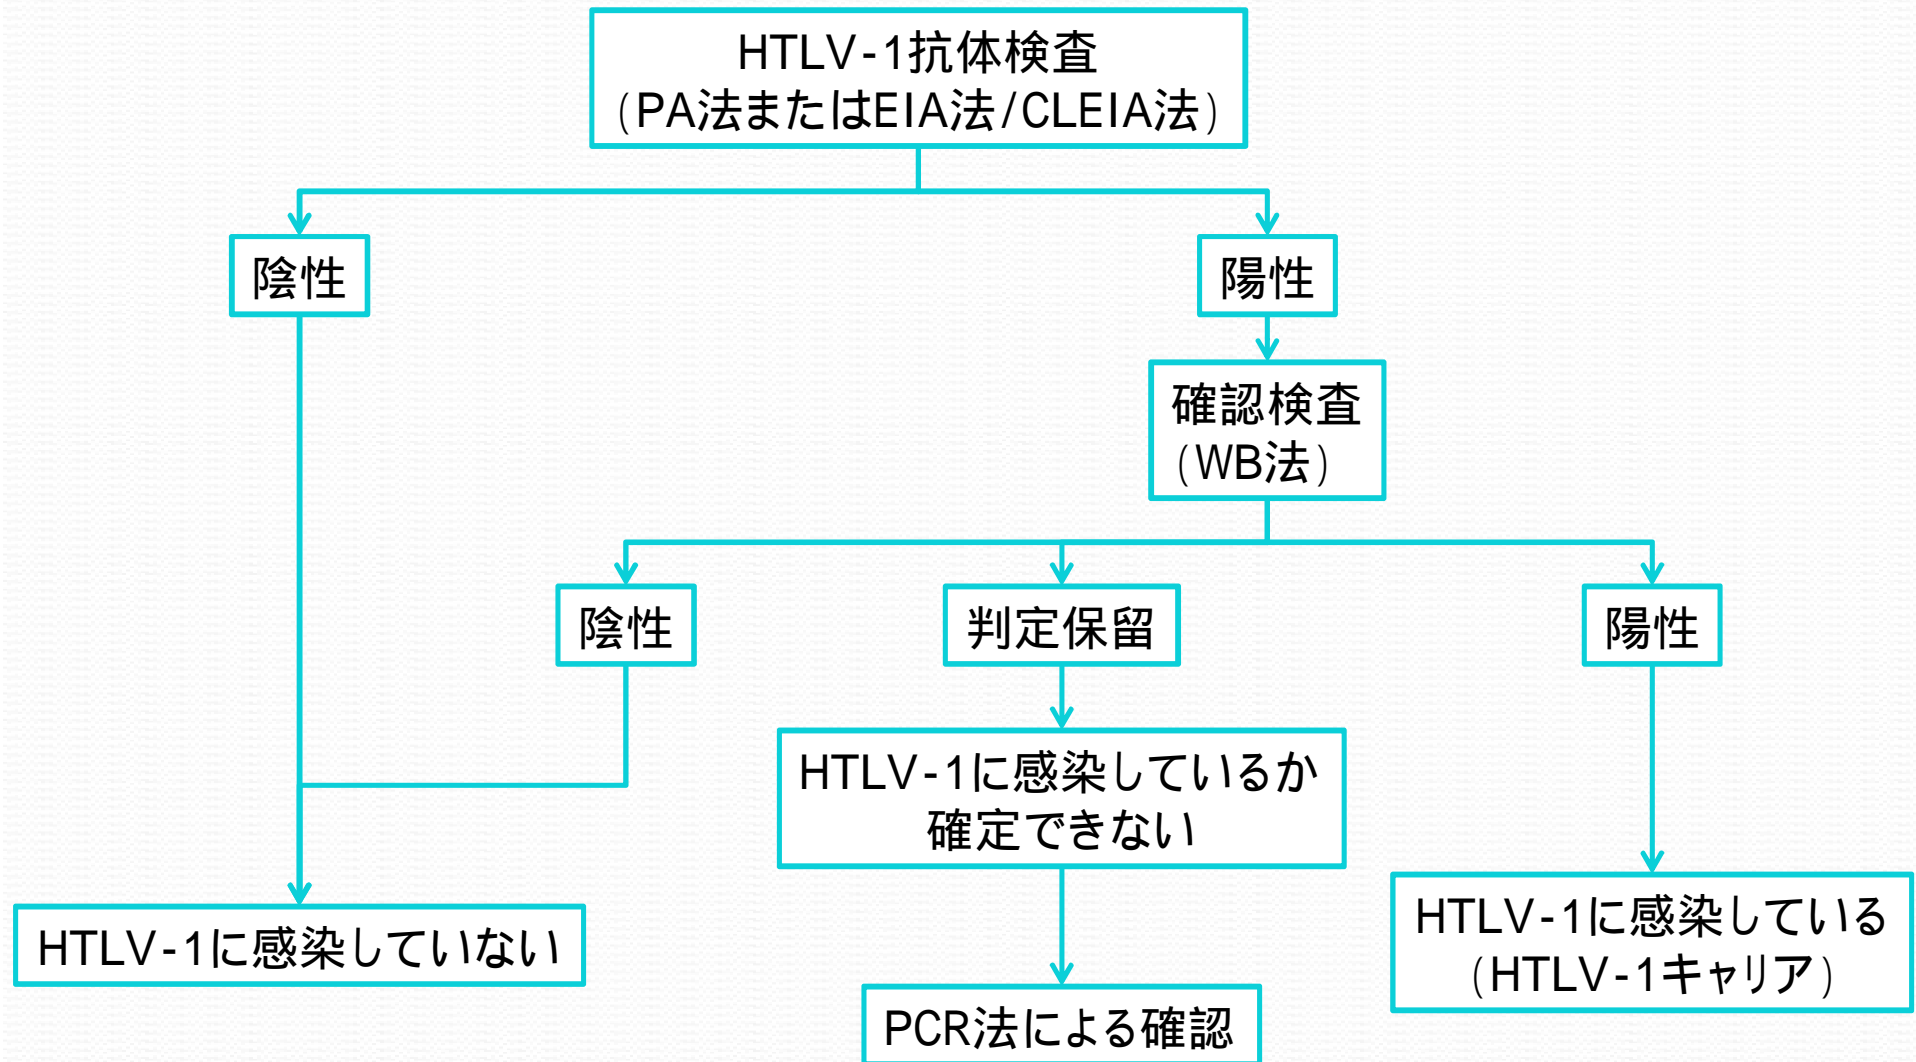 HTLV-1抗体検査
(PA法またはEIA法/CLEIA法)
陰性
陽性
確認検査
(WB法)
陰性
判定保留
陽性
HTLV-1に感染しているか
確定できない
HTLV-1に感染していない
HTLV-1に感染している
(HTLV-1キャリア)
PCR法による確認